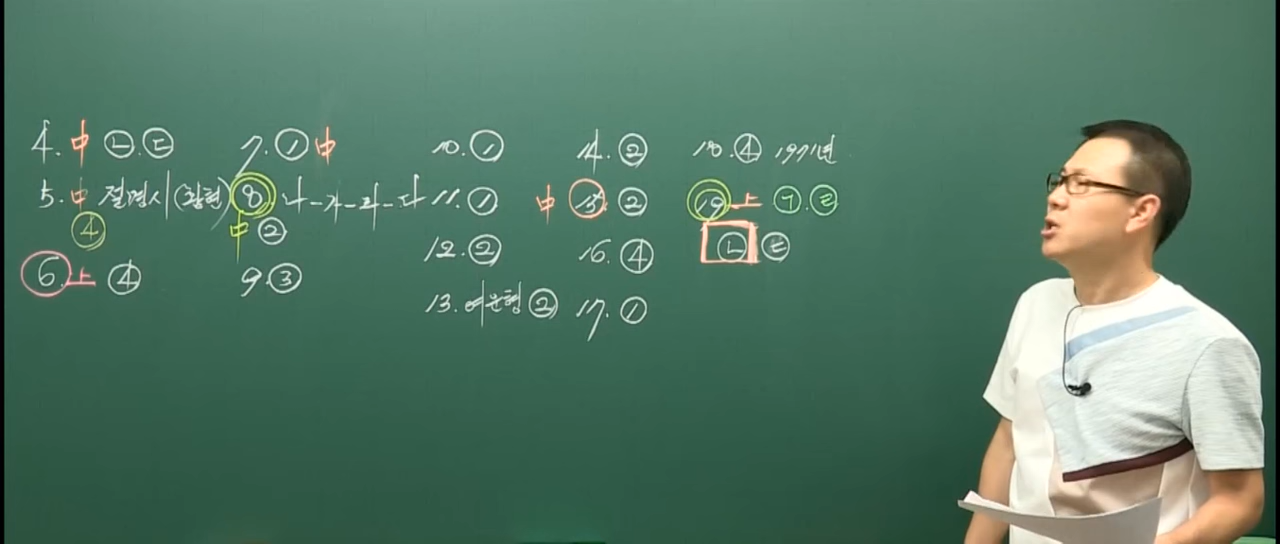 4. 中 ㉡.㉢
5. 中 절명시(황현)
④
6. 上 ④
7. ① 中
8. 나-가-라-다
中 ②
9. ③
10. ①
11. ①
12. ②
13. 여운형 ②
14. ②
中 15. ②
16. ④
17. ①
18. ④ 1971년
19. 上 ㉠.㉣
㉡ ㉣